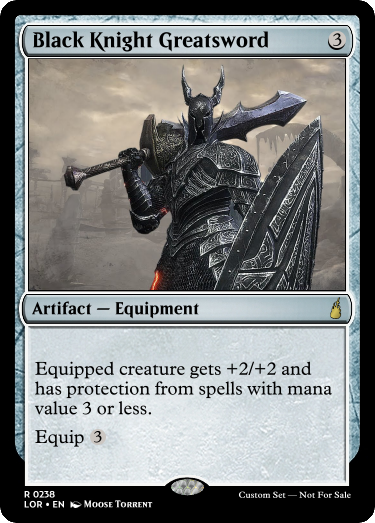 Black Knight Greatsword 3
Artifact — Equipment
Equipped creature gets +2/+2 and
has protection from spells with mana
value 3 or less.
Equip 3
R 0238
LOR • EN Moose Torrent
Custom Set — Not For Sale